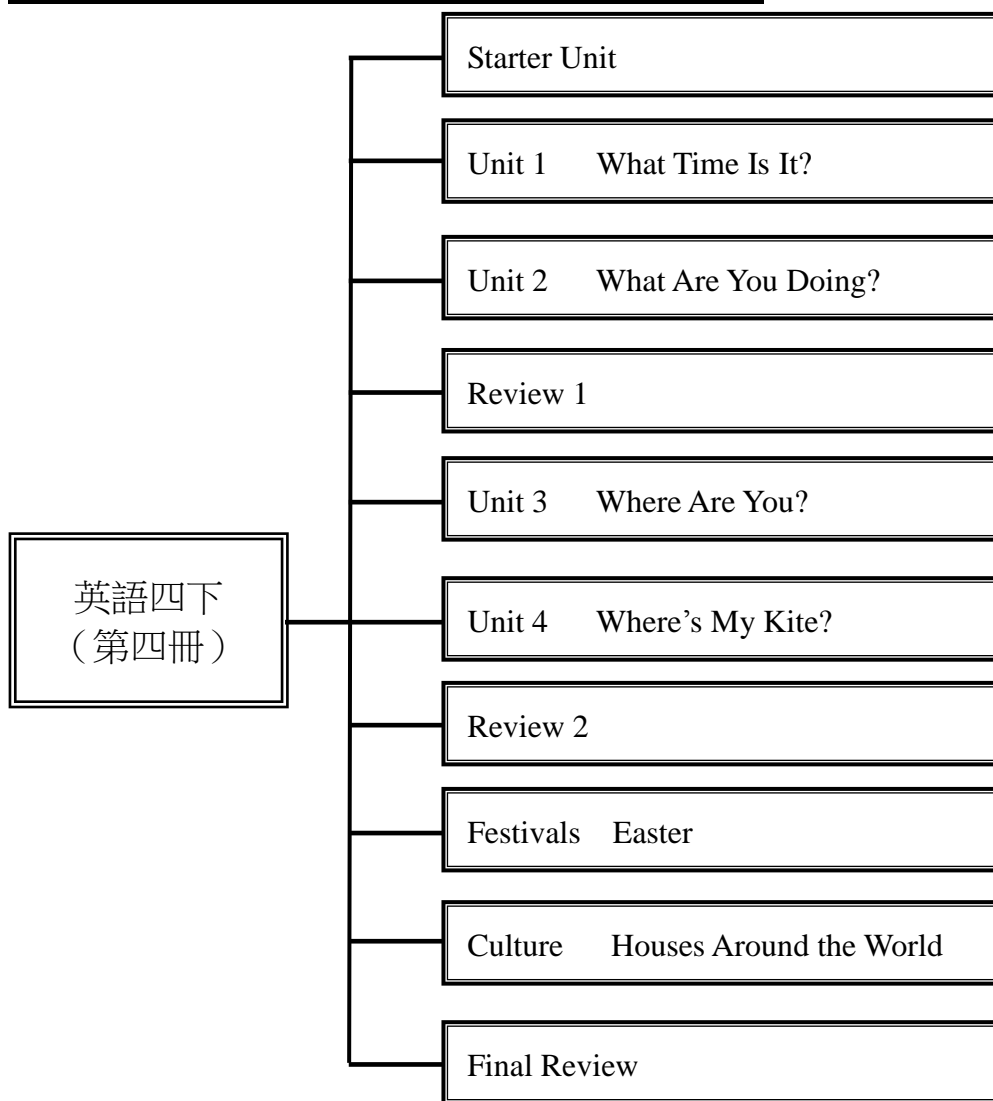 Starter Unit
Unit 1 What Time Is It?
Unit 2 What Are You Doing?
Review 1
Unit 3 Where Are You?
英語四下
（第四冊）
Unit 4 Where’s My Kite?
Review 2
Festivals Easter
Culture Houses Around the World
Final Review